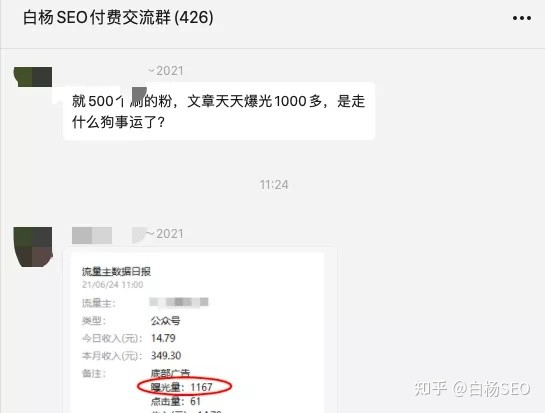 白杨SEO付费交流群(426)
~2021
就500个刷的粉，文章天天爆光1000多，是走
什么狗事运了?
11:24
~2021
流量主数据日报
21/06/24 11:00
流量主:
类型: 公众号
今日收入(元): 14.79
本月收入(元): 349.30
备注: 底部广告
曝光量: 1167
点击量: 61
知乎 @白杨SEO